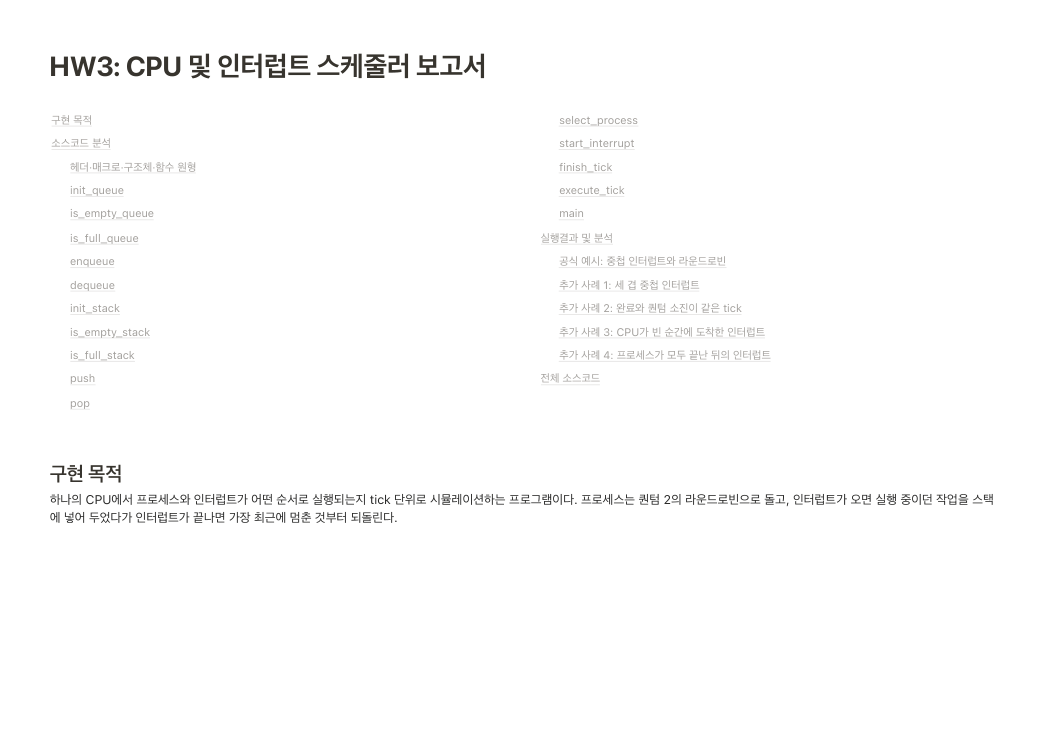 HW3: CPU 및 인터럽트 스케줄러 보고서
구현 목적
소스코드 분석
헤더·매크로·구조체·함수 원형
init_queue
is_empty_queue
is_full_queue
enqueue
dequeue
init_stack
is_empty_stack
is_full_stack
push
pop
select_process
start_interrupt
finish_tick
execute_tick
main
실행결과 및 분석
공식 예시: 중첩 인터럽트와 라운드로빈
추가 사례 1: 세 겹 중첩 인터럽트
추가 사례 2: 완료와 퀀텀 소진이 같은 tick
추가 사례 3: CPU가 빈 순간에 도착한 인터럽트
추가 사례 4: 프로세스가 모두 끝난 뒤의 인터럽트
전체 소스코드
구현 목적
하나의 CPU에서 프로세스와 인터럽트가 어떤 순서로 실행되는지 tick 단위로 시뮬레이션하는 프로그램이다. 프로세스는 퀀텀 2의 라운드로빈으로 돌고, 인터럽트가 오면 실행 중이던 작업을 스택
에 넣어 두었다가 인터럽트가 끝나면 가장 최근에 멈춘 것부터 되돌린다.